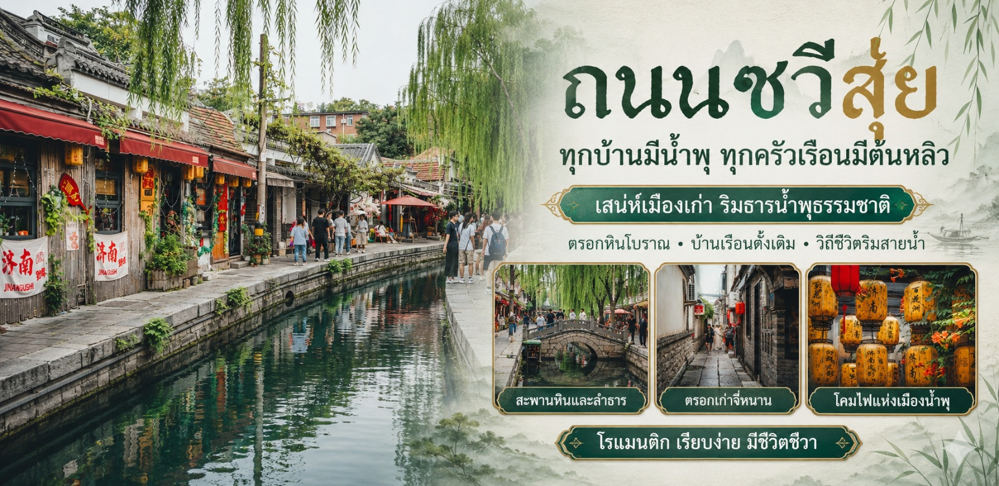 ถนนซวีสุ่ย
ทุกบ้านมีน้ำพุ ทุกครัวเรือนมีต้นหลิว
เสน่ห์เมืองเก่า ริมธารน้ำพุธรรมชาติ
ตรอกหินโบราณ • บ้านเรือนดั้งเดิม • วิถีชีวิตริมสายน้ำ
สะพานหินและลำธาร
ตรอกเก่าจี่หนาน
โคมไฟแห่งเมืองน้ำพุ
โรแมนติก เรียบง่าย มีชีวิตชีวา
济南
JINANGUSHI
济南
百花洲
济南
百花洲
济南
福